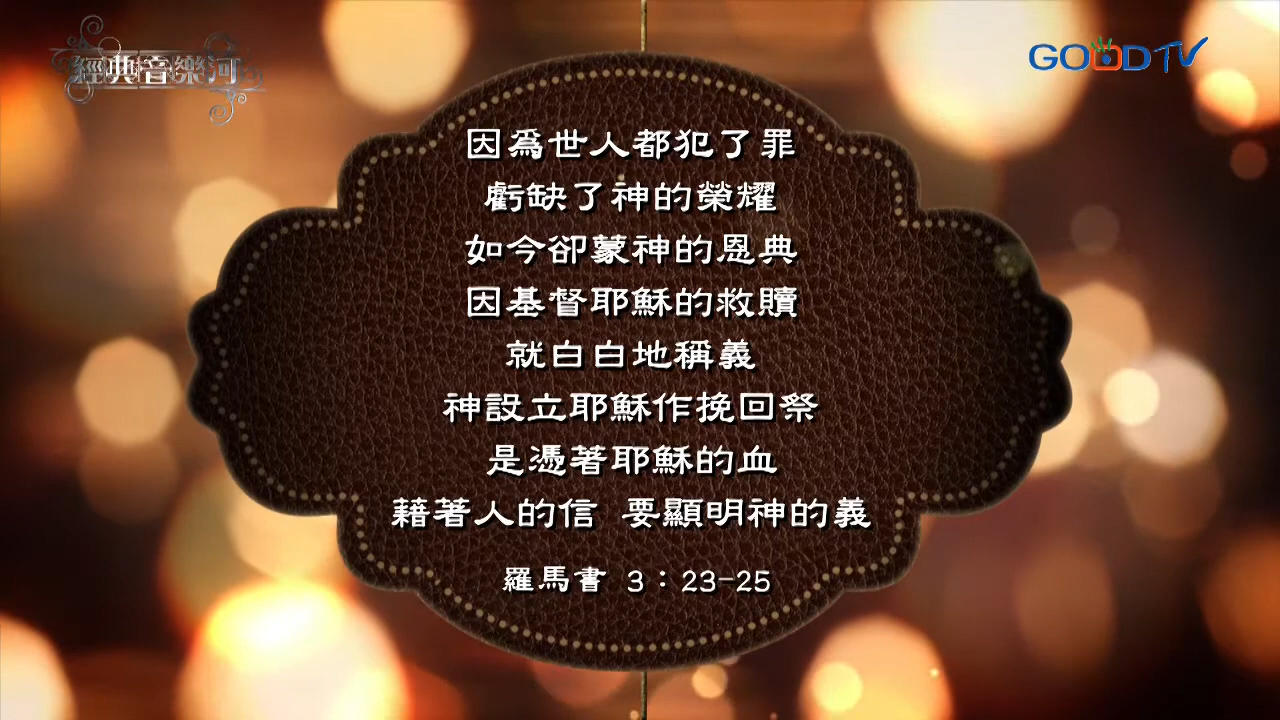 經典音樂河
GOODTV
因為世人都犯了罪
虧缺了神的榮耀
如今卻蒙神的恩典
因基督耶穌的救贖
就白白地稱義
神設立耶穌作挽回祭
是憑著耶穌的血
藉著人的信 要顯明神的義
羅馬書 3：23-25